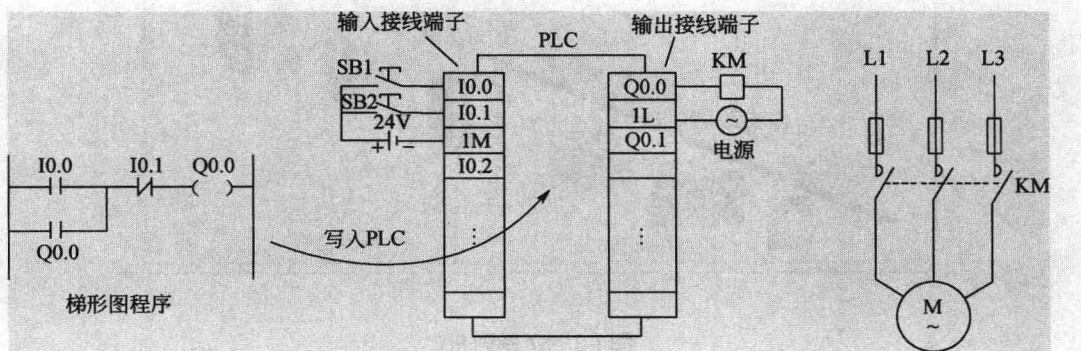 输入接线端子
PLC
输出接线端子
SB1
SB2
24V
+
−
I0.0
I0.1
1M
I0.2
⋮
Q0.0
1L
Q0.1
⋮
KM
~
电源
L1
L2
L3
KM
M
~
I0.0
I0.1
Q0.0
Q0.0
写入PLC
梯形图程序